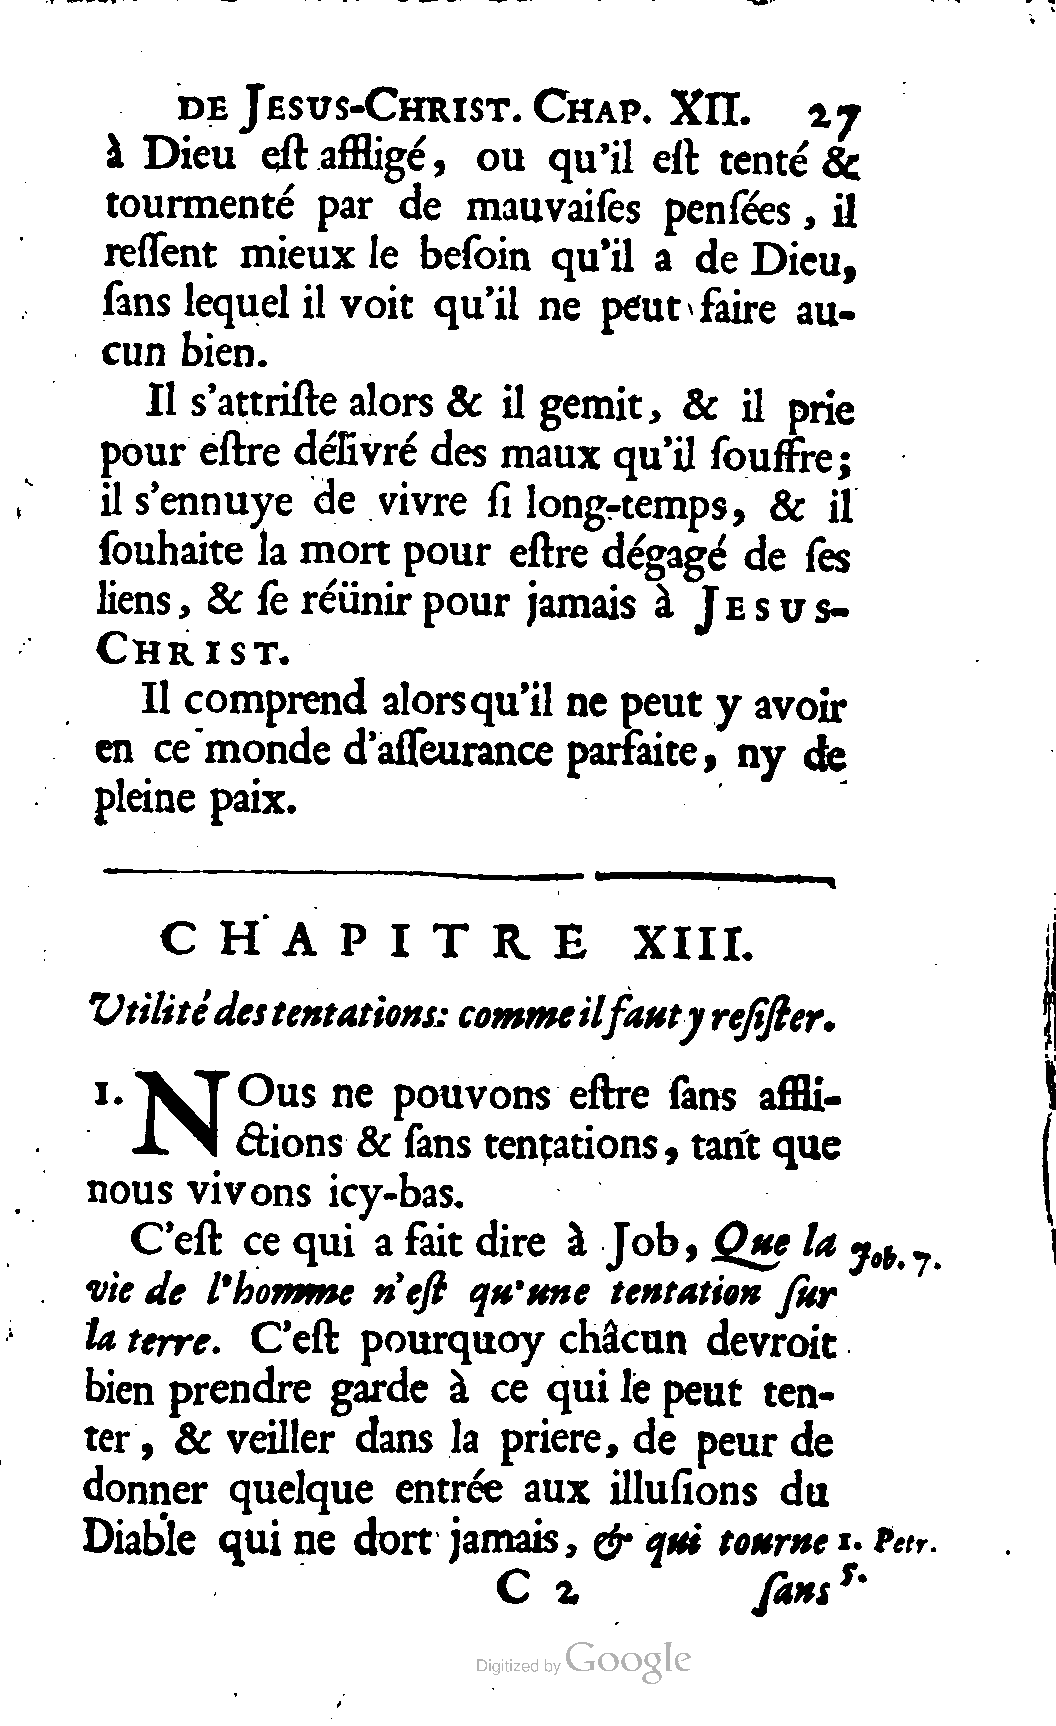 DE JESUS-CHRIST. CHAP. XII. 27
à Dieu eſt affligé, ou qu'il eſt tenté &
tourmenté par de mauvaiſes penſées, il
reſſent mieux le beſoin qu'il a de Dieu,
ſans lequel il voit qu'il ne peut faire au-
cun bien.
Il s'attriſte alors & il gemit, & il prie
pour eſtre délivré des maux qu'il ſouffre;
il s'ennuye de vivre ſi long-temps, & il
ſouhaite la mort pour eſtre dégagé de ſes
liens, & ſe réünir pour jamais à JESUS-
CHRIST.
Il comprend alorsqu'il ne peut y avoir
en ce monde d'aſſeurance parfaite, ny de
pleine paix.
CHAPITRE XIII.
Utilité des tentations: comme il faut y reſiſter.
1. NOus ne pouvons eſtre ſans affli-
ctions & ſans tentations, tant que
nous vivons icy-bas.
C'eſt ce qui a fait dire à Job, Que la Job. 7.
vie de l'homme n'eſt qu'une tentation ſur
la terre. C'eſt pourquoy châcun devroit
bien prendre garde à ce qui le peut ten-
ter, & veiller dans la priere, de peur de
donner quelque entrée aux illuſions du
Diable qui ne dort jamais, & qui tourne 1. Petr.
C 2 ſans 5.
Digitized by Google